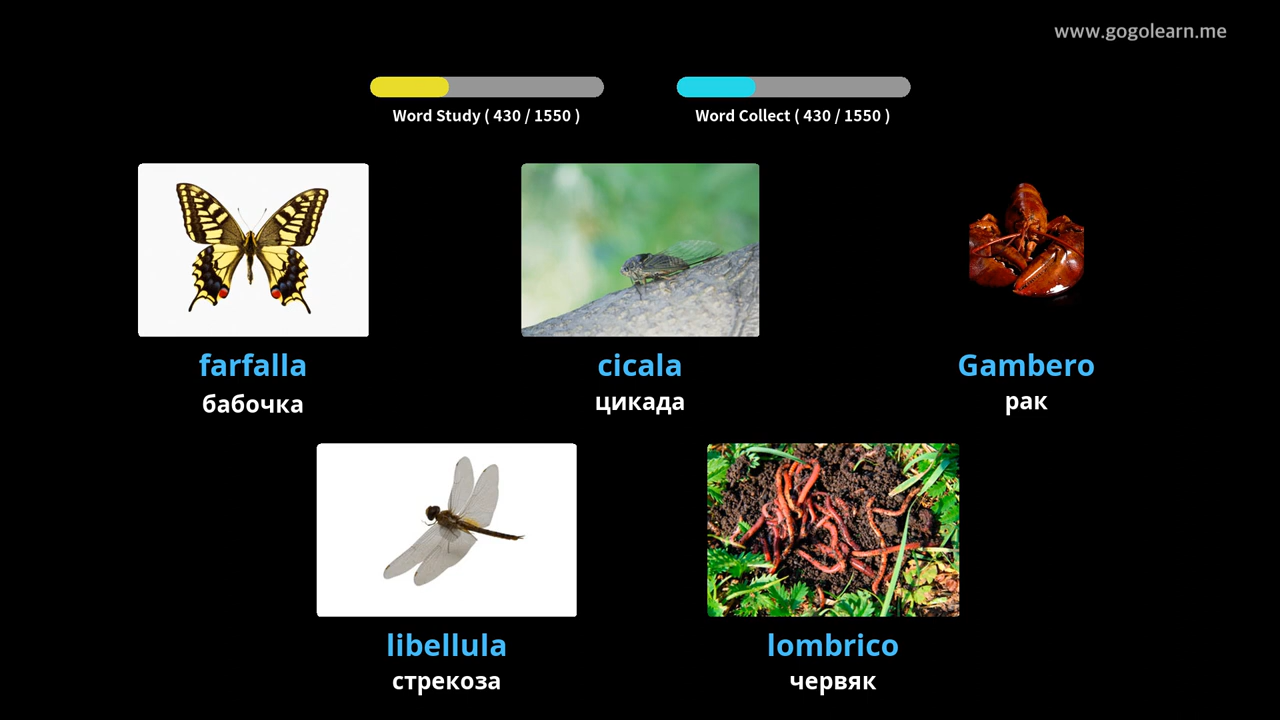 www.gogolearn.me
Word Study ( 430 / 1550 )
Word Collect ( 430 / 1550 )
farfalla
бабочка
cicala
цикада
Gambero
рак
libellula
стрекоза
lombrico
червяк